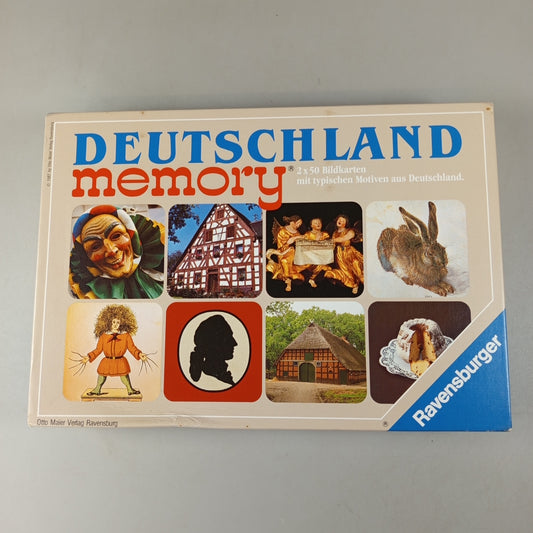 DEUTSCHLAND
memory®
2 x 50 Bildkarten
mit typischen Motiven aus Deutschland.
Ravensburger
®
Otto Maier Verlag Ravensburg